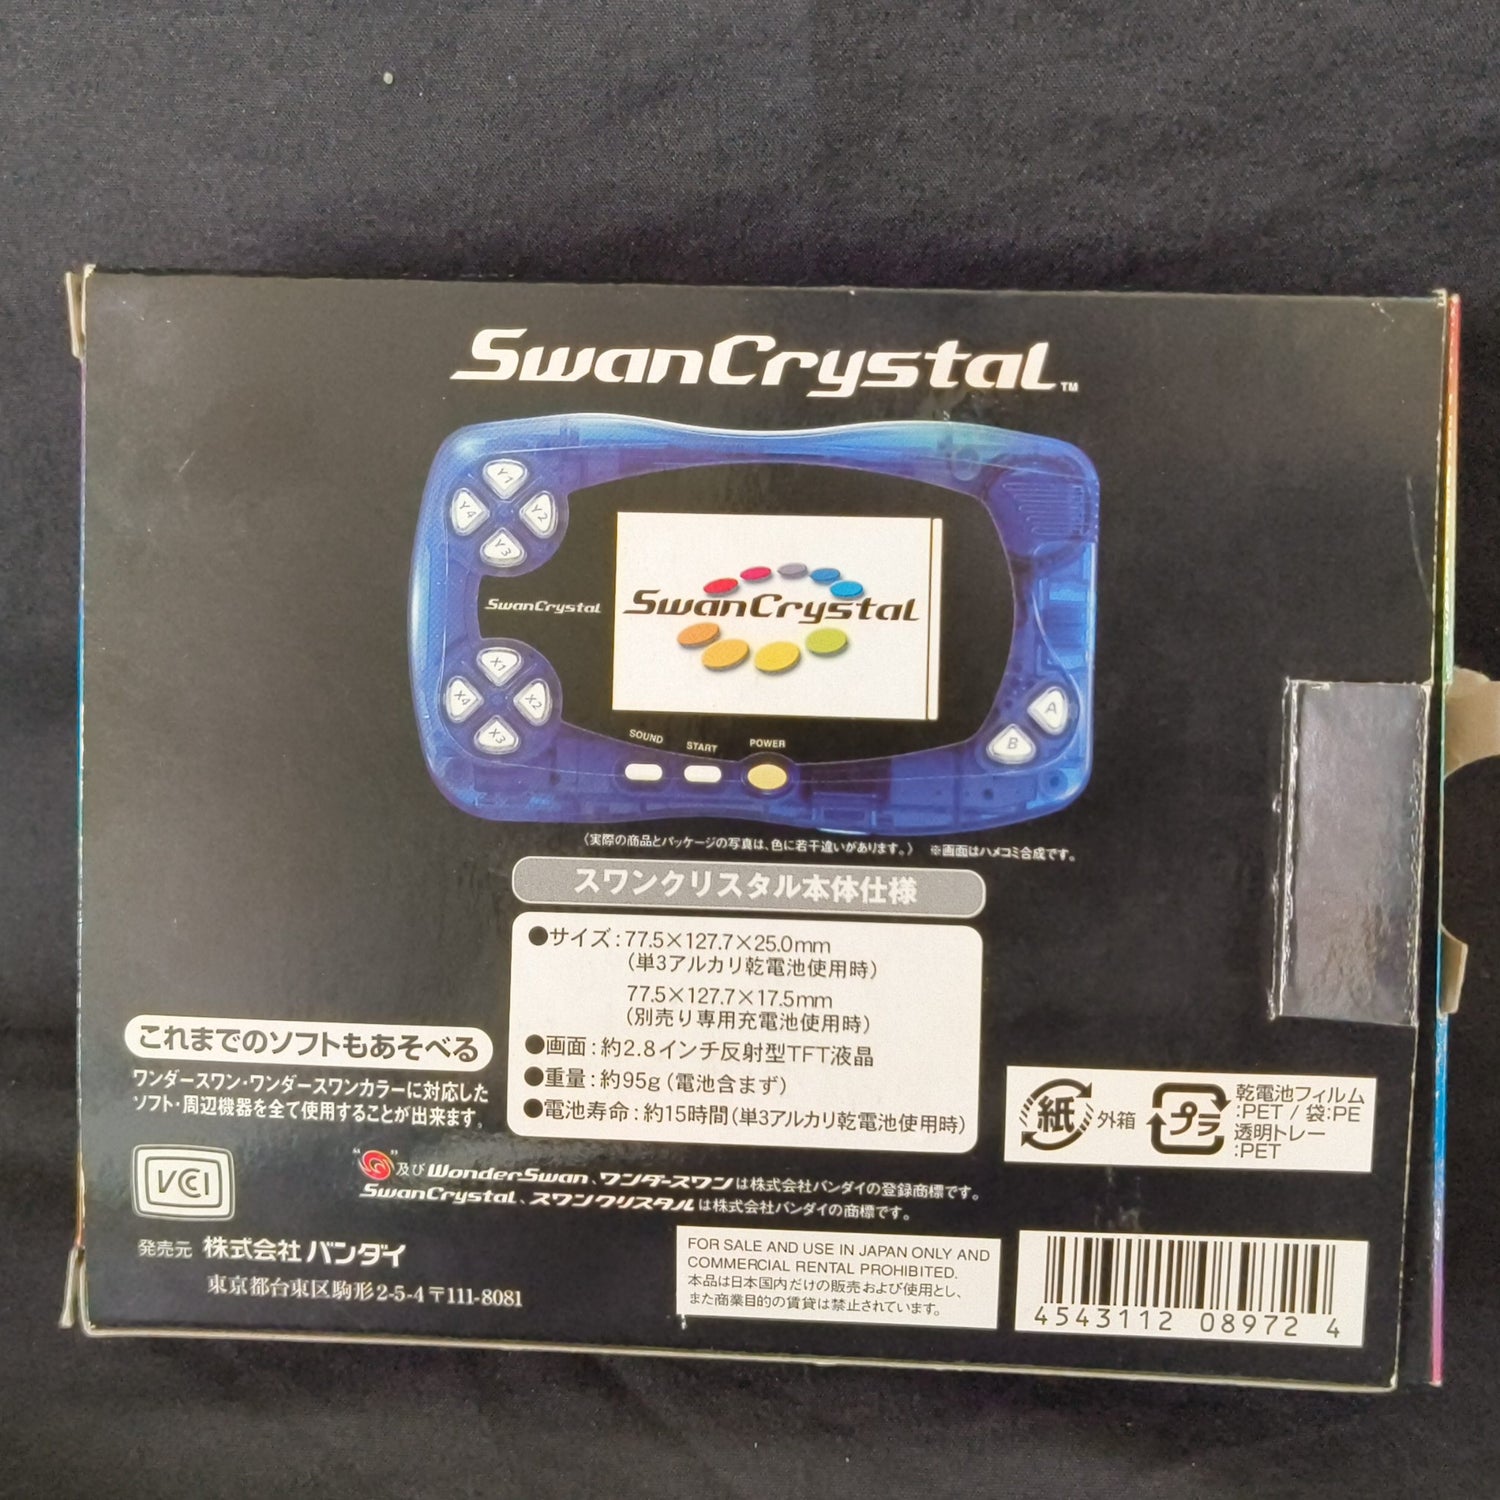 SwanCrystal™
Y1
Y4
Y2
Y3
SwanCrystal
SwanCrystal
X1
X4
X2
X3
A
B
SOUND
START
POWER
(実際の商品とパッケージの写真は、色に若干違いがあります。) ※画面はハメコミ合成です。
スワンクリスタル本体仕様
●サイズ:77.5×127.7×25.0mm
(単3アルカリ乾電池使用時)
77.5×127.7×17.5mm
(別売り専用充電池使用時)
●画面:約2.8インチ反射型TFT液晶
●重量:約95g(電池含まず)
●電池寿命:約15時間(単3アルカリ乾電池使用時)
これまでのソフトもあそべる
ワンダースワン・ワンダースワンカラーに対応した
ソフト・周辺機器を全て使用することが出来ます。
紙
外箱
プラ
乾電池フィルム
:PET / 袋:PE
透明トレー
:PET
VCCI
“ ”及びWonderSwan、ワンダースワンは株式会社バンダイの登録商標です。
SwanCrystal、スワンクリスタルは株式会社バンダイの商標です。
発売元 株式会社バンダイ
東京都台東区駒形2-5-4〒111-8081
FOR SALE AND USE IN JAPAN ONLY AND
COMMERCIAL RENTAL PROHIBITED.
本品は日本国内だけの販売および使用とし、
また商業目的の賃貸は禁止されています。
4543112 08972 4